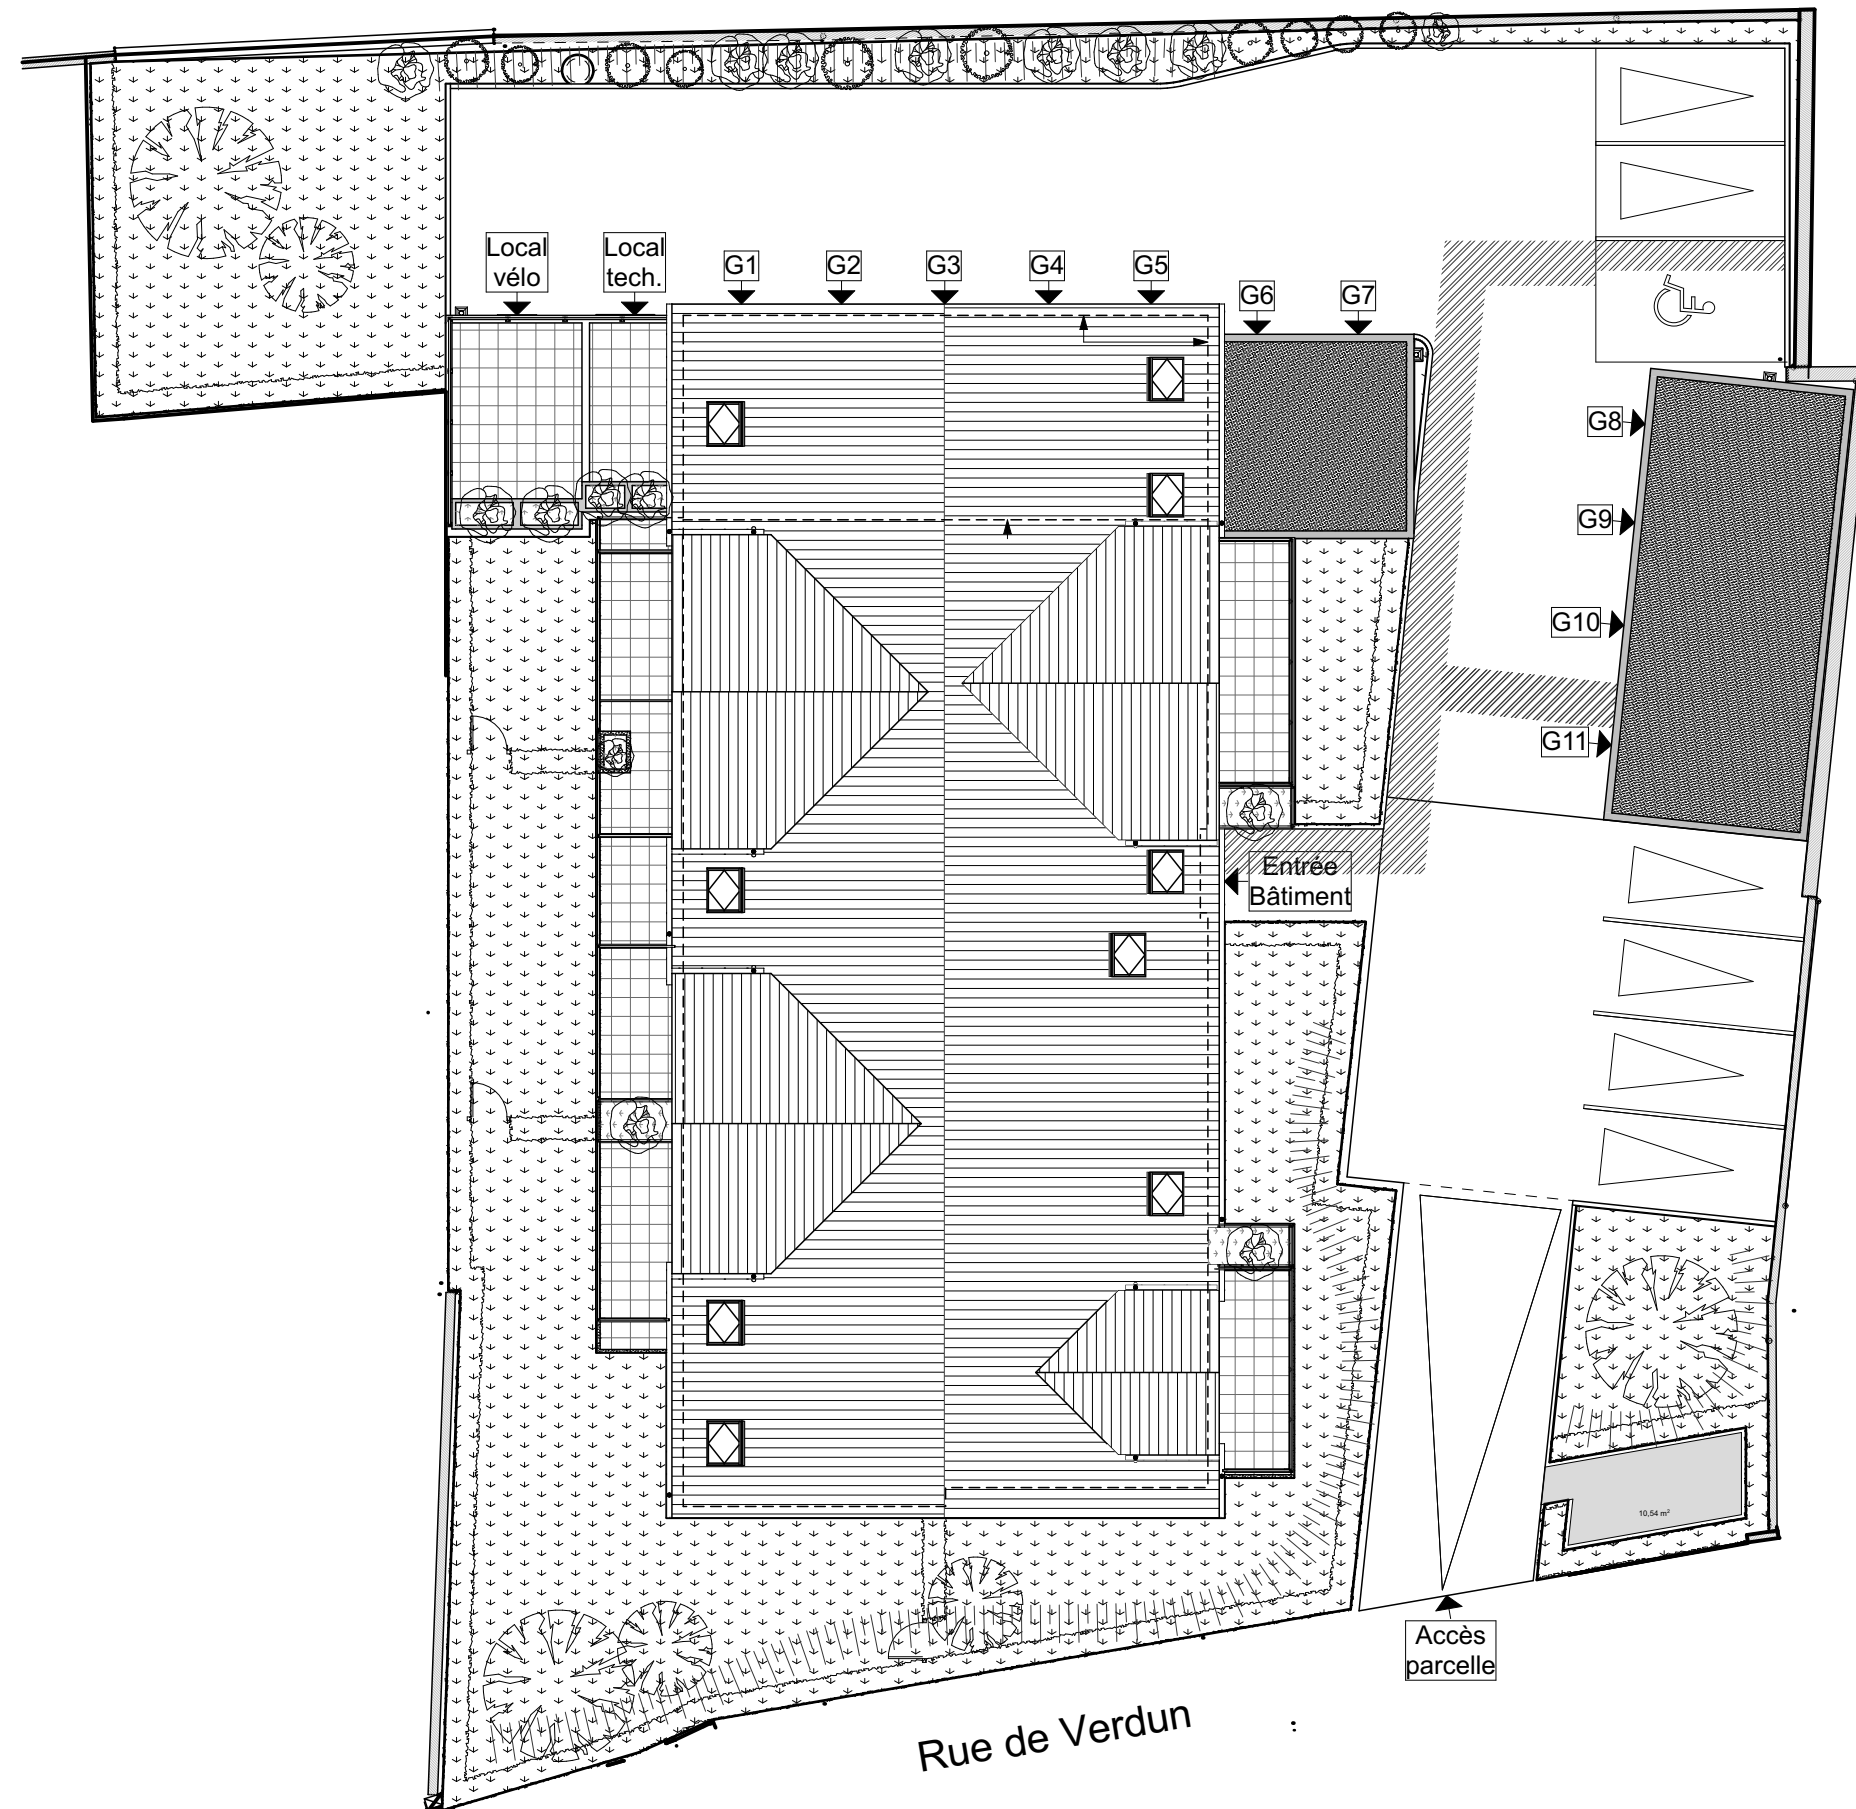 Local
vélo
Local
tech.
G1
G2
G3
G4
G5
G6
G7
G8
G9
G10
G11
Entrée
Bâtiment
10,54 m²
Accès
parcelle
Rue de Verdun